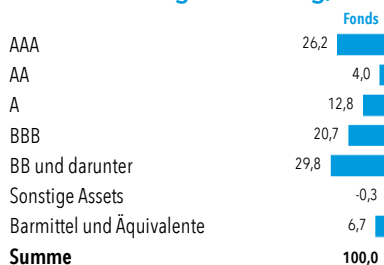 Fonds
AAA 26,2
AA 4,0
A 12,8
BBB 20,7
BB und darunter 29,8
Sonstige Assets -0,3
Barmittel und Äquivalente 6,7
Summe 100,0